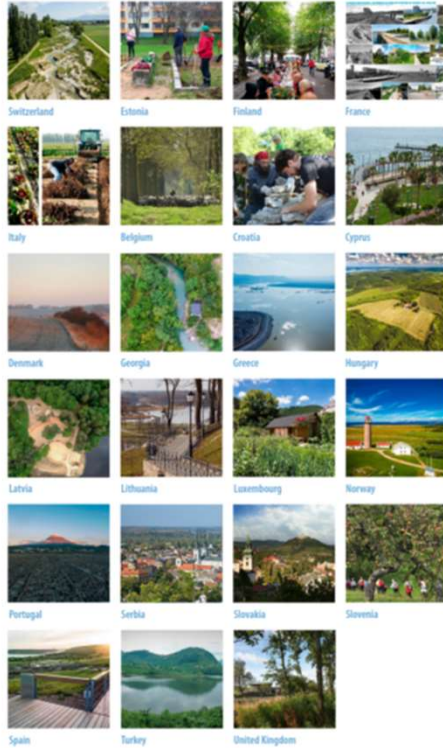 Switzerland
Estonia
Finland
France
Italy
Belgium
Croatia
Cyprus
Denmark
Georgia
Greece
Hungary
Latvia
Lithuania
Luxembourg
Norway
Portugal
Serbia
Slovakia
Slovenia
Spain
Turkey
United Kingdom